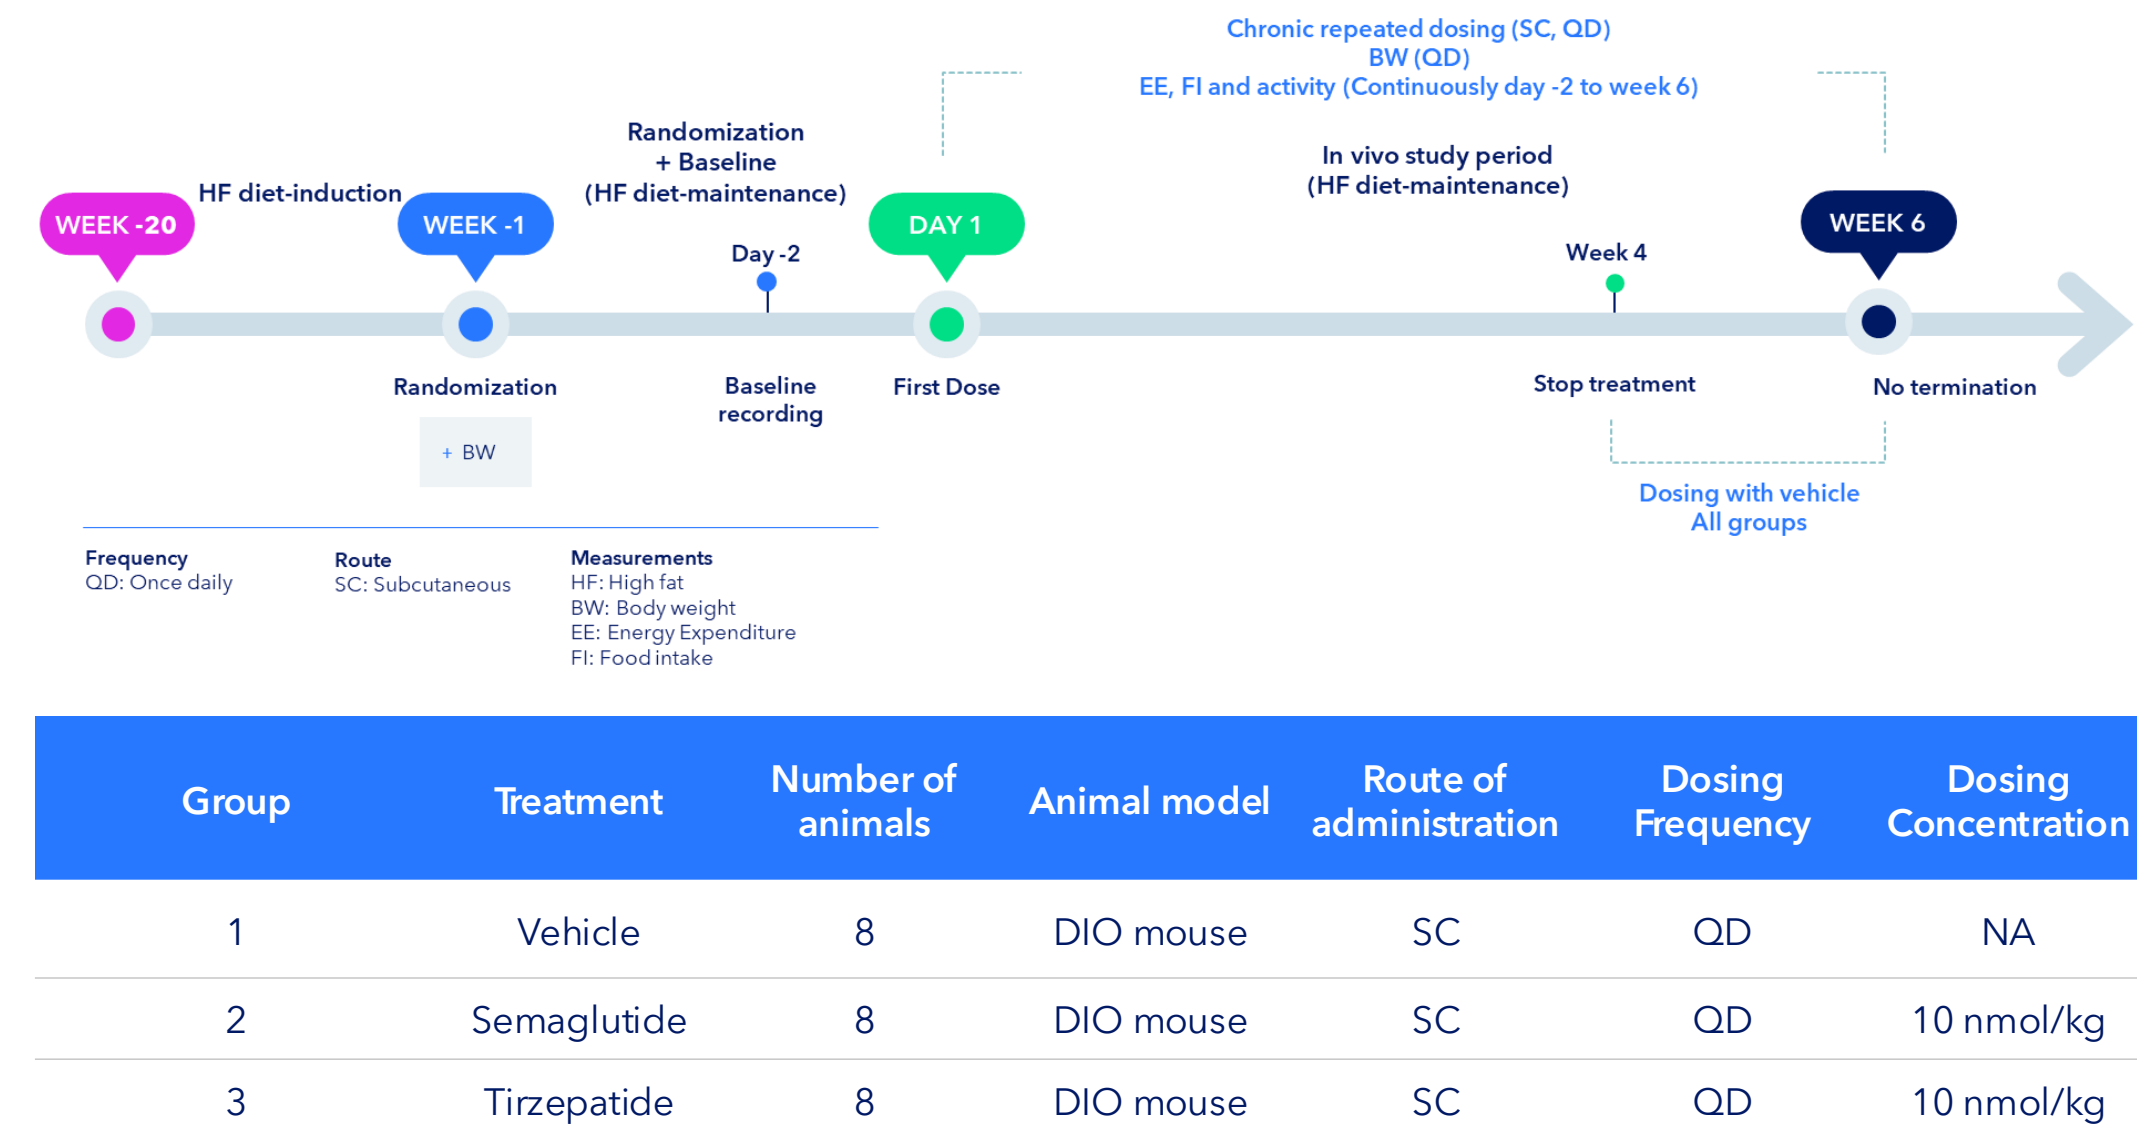 Chronic repeated dosing (SC, QD)
BW (QD)
EE, FI and activity (Continuously day -2 to week 6)
Randomization
+ Baseline
(HF diet-maintenance)
In vivo study period
(HF diet-maintenance)
HF diet-induction
WEEK -20
WEEK -1
DAY 1
WEEK 6
Day -2
Week 4
Randomization
Baseline
recording
First Dose
Stop treatment
No termination
+ BW
Dosing with vehicle
All groups
Frequency
QD: Once daily
Route
SC: Subcutaneous
Measurements
HF: High fat
BW: Body weight
EE: Energy Expenditure
FI: Food intake
Group Treatment Number of animals Animal model Route of administration Dosing Frequency Dosing Concentration
1 Vehicle 8 DIO mouse SC QD NA
2 Semaglutide 8 DIO mouse SC QD 10 nmol/kg
3 Tirzepatide 8 DIO mouse SC QD 10 nmol/kg